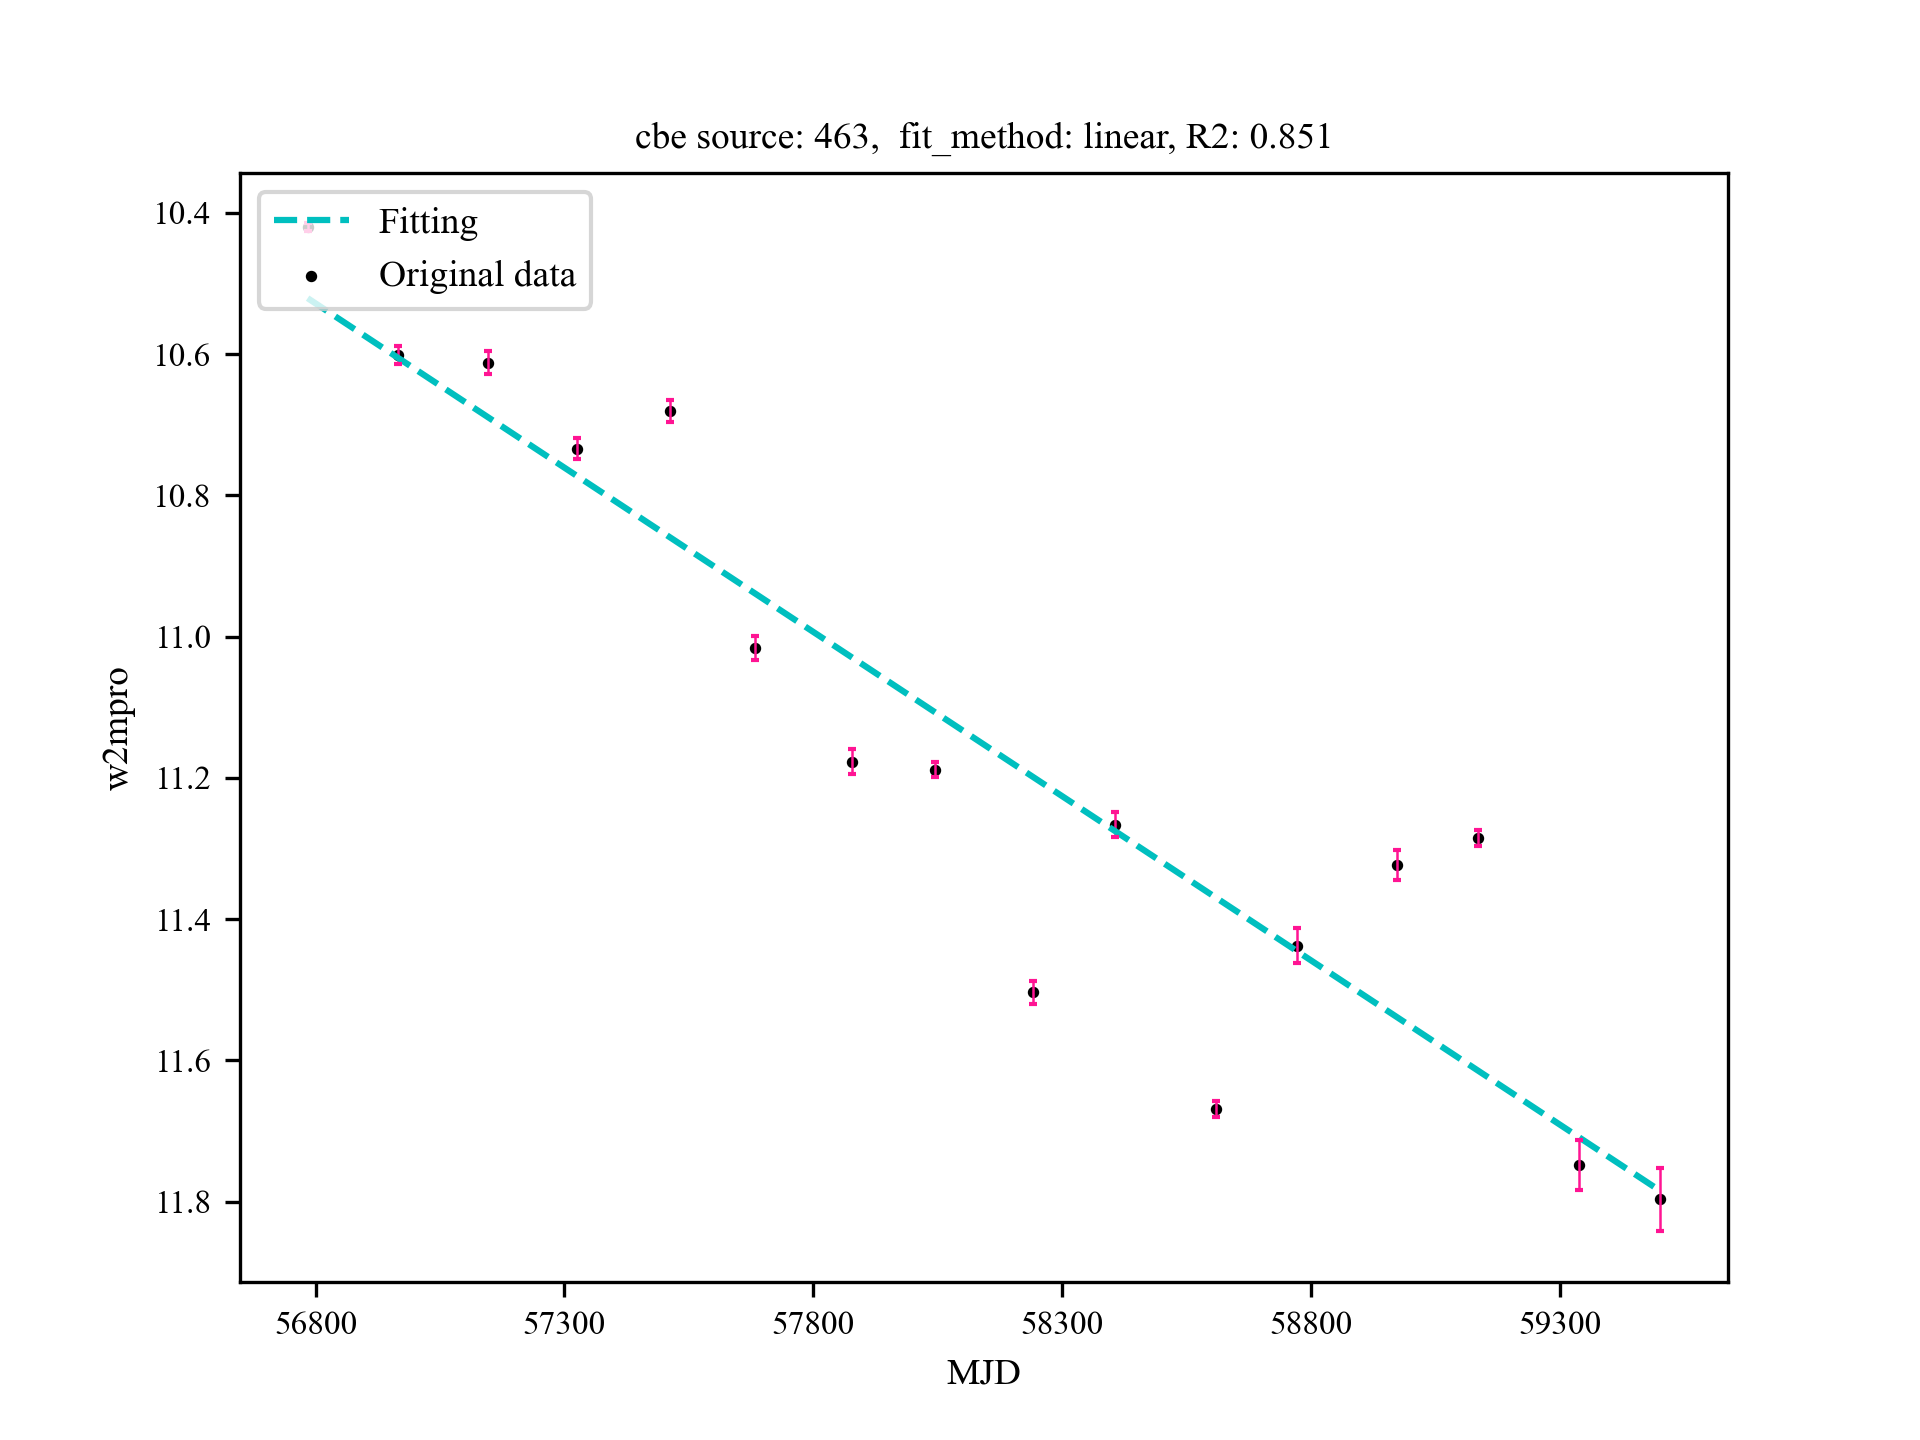 cbe source: 463,  fit_method: linear, R2: 0.851
Fitting
Original data
10.4
10.6
10.8
11.0
11.2
11.4
11.6
11.8
w2mpro
56800 57300 57800 58300 58800 59300
MJD